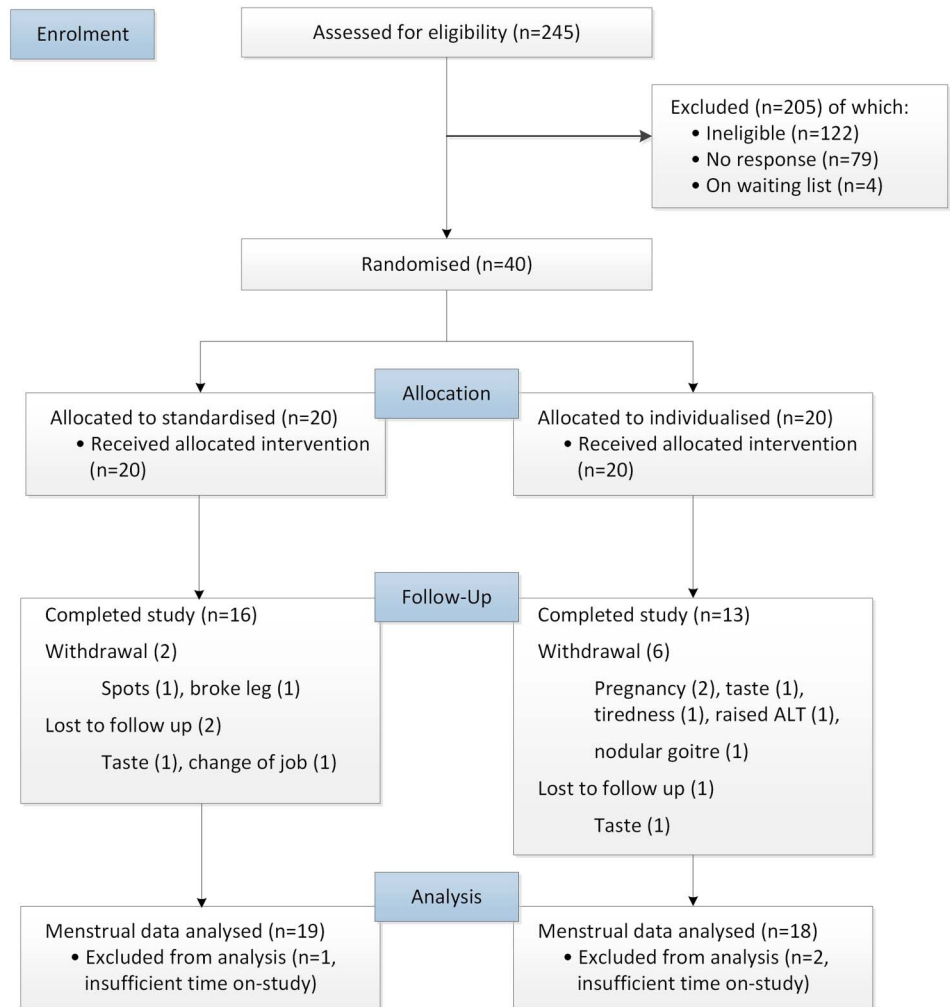 Enrolment
Assessed for eligibility (n=245)
Excluded (n=205) of which:
• Ineligible (n=122)
• No response (n=79)
• On waiting list (n=4)
Randomised (n=40)
Allocation
Allocated to standardised (n=20)
• Received allocated intervention
(n=20)
Allocated to individualised (n=20)
• Received allocated intervention
(n=20)
Follow-Up
Completed study (n=16)
Withdrawal (2)
Spots (1), broke leg (1)
Lost to follow up (2)
Taste (1), change of job (1)
Completed study (n=13)
Withdrawal (6)
Pregnancy (2), taste (1),
tiredness (1), raised ALT (1),
nodular goitre (1)
Lost to follow up (1)
Taste (1)
Analysis
Menstrual data analysed (n=19)
• Excluded from analysis (n=1,
insufficient time on-study)
Menstrual data analysed (n=18)
• Excluded from analysis (n=2,
insufficient time on-study)